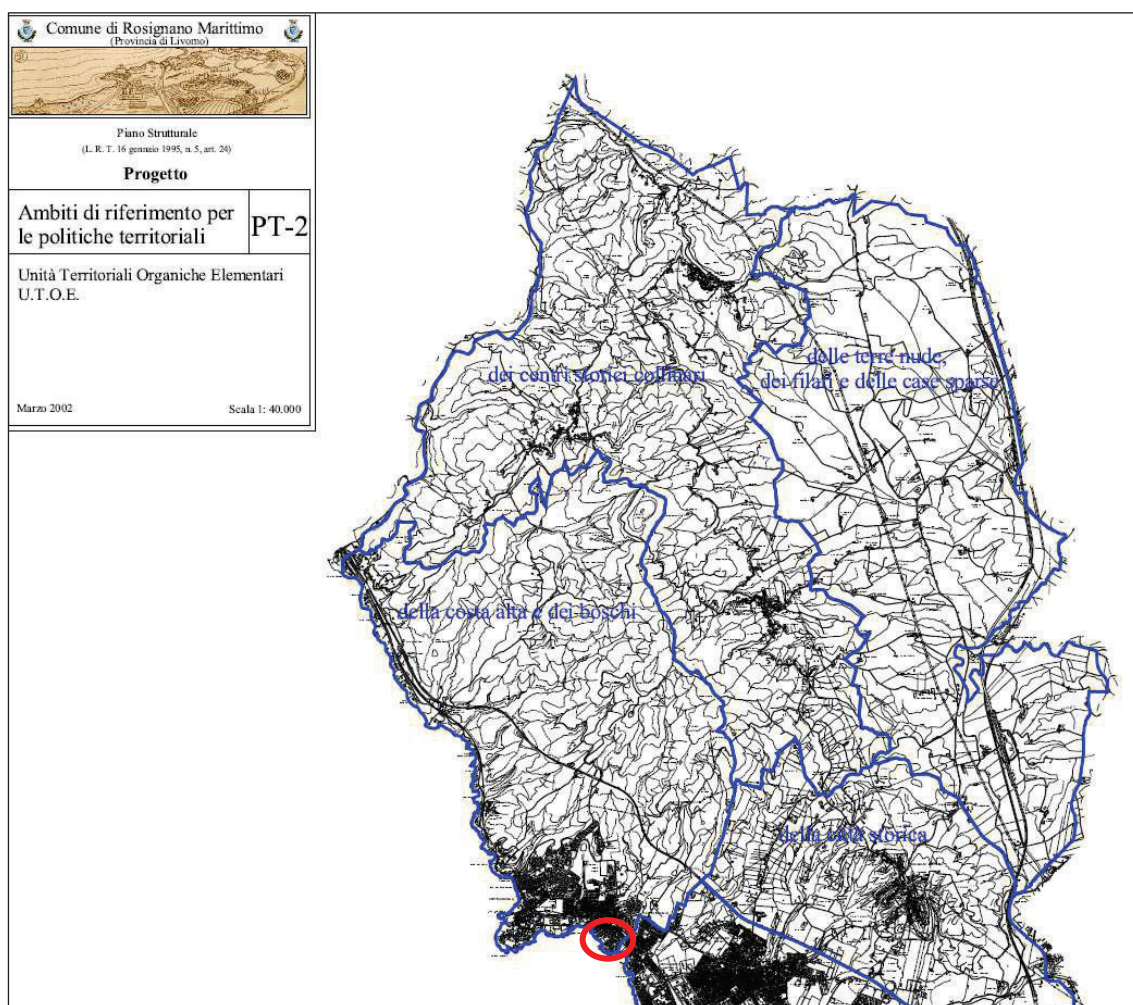 Comune di Rosignano Marittimo
(Provincia di Livorno)
Piano Strutturale
(L. R. T. 16 gennaio 1995, n. 5, art. 24)
Progetto
Ambiti di riferimento per
le politiche territoriali
PT-2
Unità Territoriali Organiche Elementari
U.T.O.E.
Marzo 2002
Scala 1: 40.000
delle terre nude,
dei filari e delle case sparse
dei centri storici collinari
della costa alta e dei boschi
della città storica